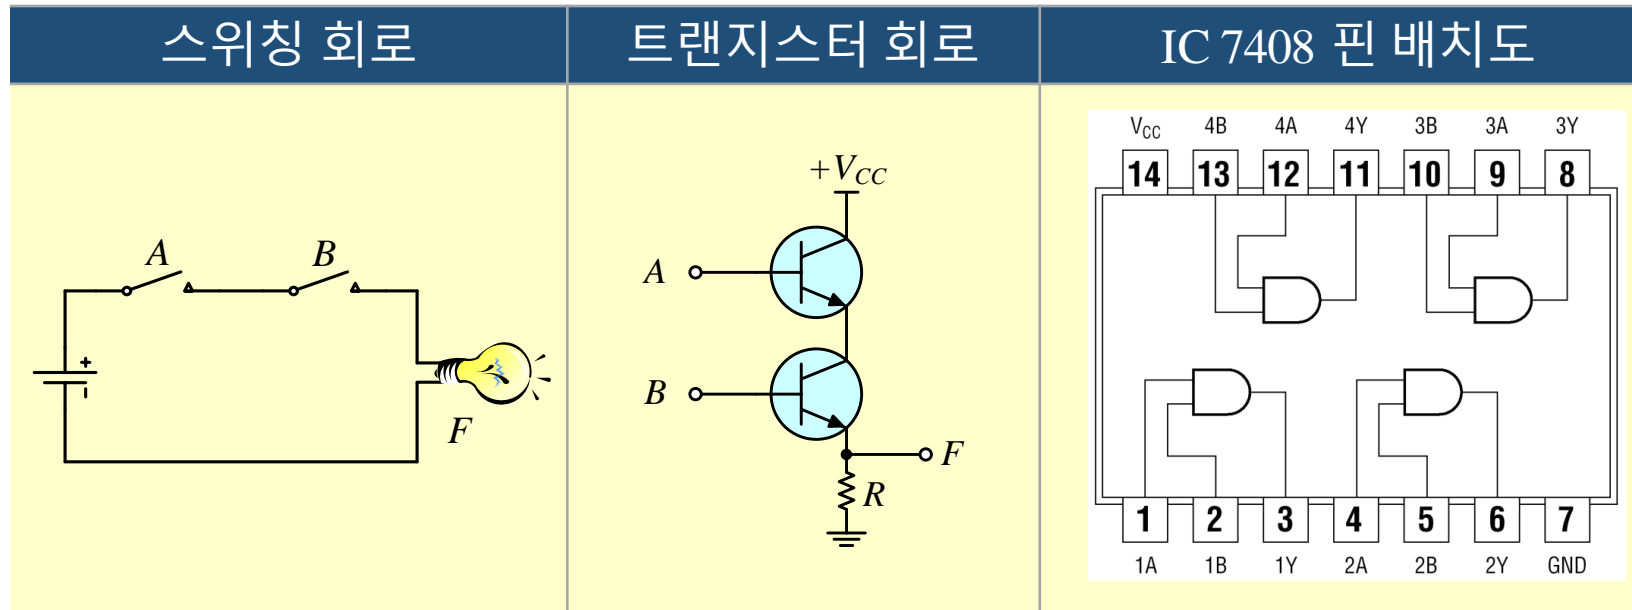 스위칭 회로
트랜지스터 회로
IC 7408 핀 배치도
A B
+
-
F
+VCC
A
B
F
R
VCC 4B 4A 4Y 3B 3A 3Y
14 13 12 11 10 9 8
1 2 3 4 5 6 7
1A 1B 1Y 2A 2B 2Y GND